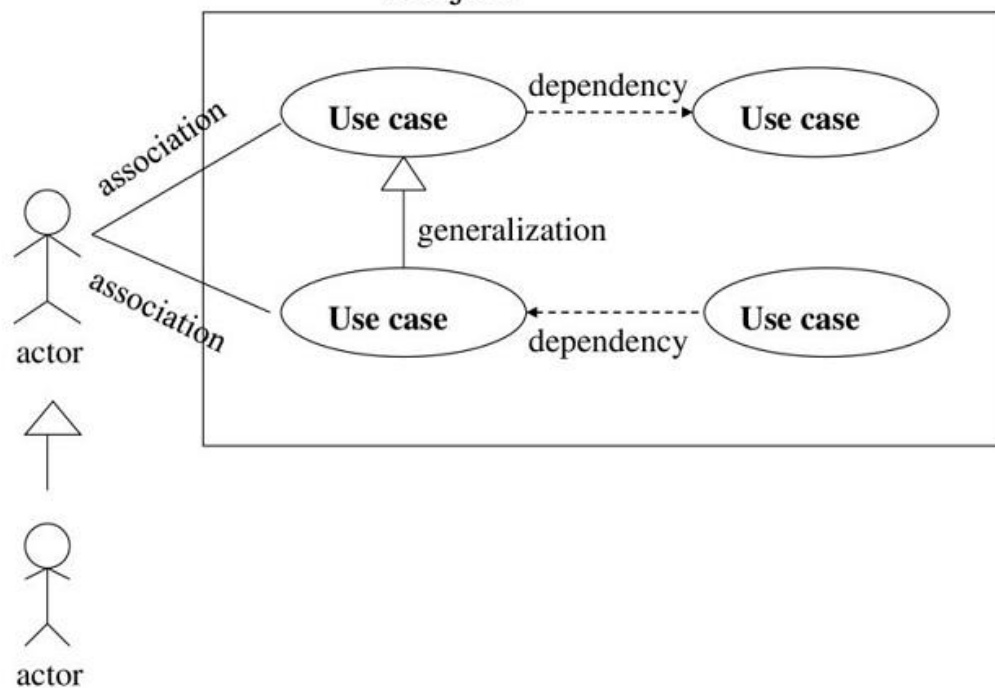 dependency
Use case
Use case
association
generalization
association
Use case
Use case
dependency
actor
actor